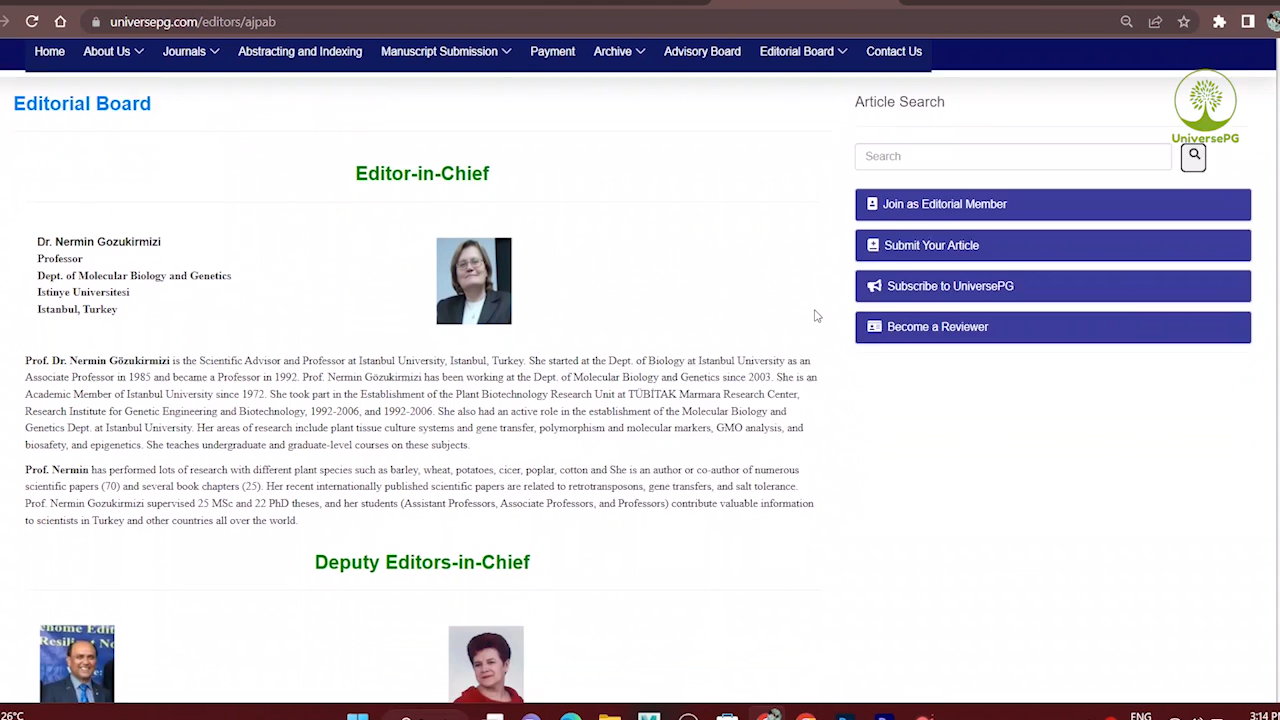 universepg.com/editors/ajpab
Home About Us Journals Abstracting and Indexing Manuscript Submission Payment Archive Advisory Board Editorial Board Contact Us
Editorial Board
Article Search
UniversePG
Search
Editor-in-Chief
Join as Editorial Member
Submit Your Article
Subscribe to UniversePG
Become a Reviewer
Dr. Nermin Gozukirmizi
Professor
Dept. of Molecular Biology and Genetics
Istinye Universitesi
Istanbul, Turkey
Prof. Dr. Nermin Gözukirmizi is the Scientific Advisor and Professor at Istanbul University, Istanbul, Turkey. She started at the Dept. of Biology at Istanbul University as an
Associate Professor in 1985 and became a Professor in 1992. Prof. Nermin Gözukirmizi has been working at the Dept. of Molecular Biology and Genetics since 2003. She is an
Academic Member of Istanbul University since 1972. She took part in the Establishment of the Plant Biotechnology Research Unit at TÜBİTAK Marmara Research Center,
Research Institute for Genetic Engineering and Biotechnology, 1992-2006, and 1992-2006. She also had an active role in the establishment of the Molecular Biology and
Genetics Dept. at Istanbul University. Her areas of research include plant tissue culture systems and gene transfer, polymorphism and molecular markers, GMO analysis, and
biosafety, and epigenetics. She teaches undergraduate and graduate-level courses on these subjects.
Prof. Nermin has performed lots of research with different plant species such as barley, wheat, potatoes, cicer, poplar, cotton and She is an author or co-author of numerous
scientific papers (70) and several book chapters (25). Her recent internationally published scientific papers are related to retrotransposons, gene transfers, and salt tolerance.
Prof. Nermin Gozukirmizi supervised 25 MSc and 22 PhD theses, and her students (Assistant Professors, Associate Professors, and Professors) contribute valuable information
to scientists in Turkey and other countries all over the world.
Deputy Editors-in-Chief
26°C
ENG
3:14 P